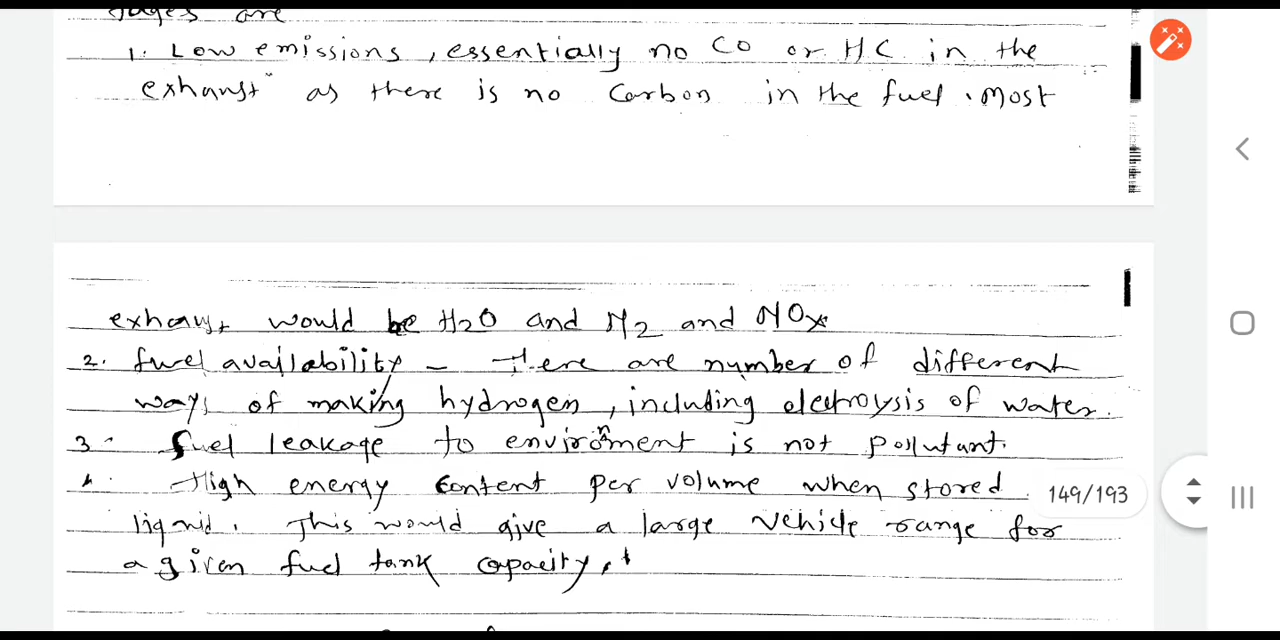 1. Low emissions, essentially no CO or HC in the
exhaust as there is no carbon in the fuel. Most
exhaust would be H2O and N2 and NOx
2. fuel availability - There are number of different
ways of making hydrogen, including electrolysis of water.
3. fuel leakage to environment is not pollutant.
4. High energy content per volume when stored
liquid. This would give a large vehicle range for
a given fuel tank capacity,
149/193